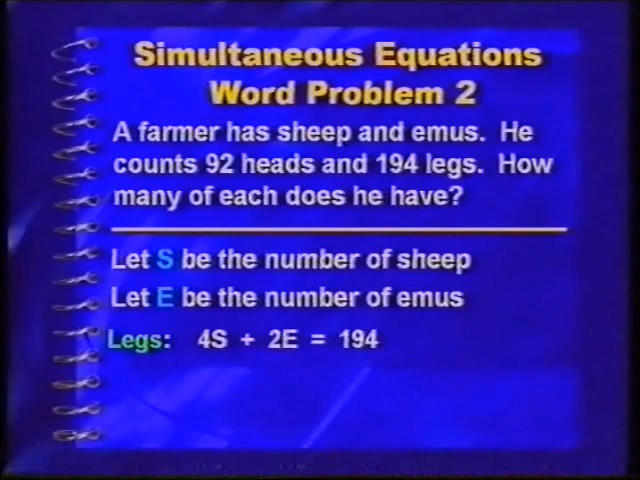 Simultaneous Equations
Word Problem 2
A farmer has sheep and emus. He
counts 92 heads and 194 legs. How
many of each does he have?
Let S be the number of sheep
Let E be the number of emus
Legs: 4S + 2E = 194